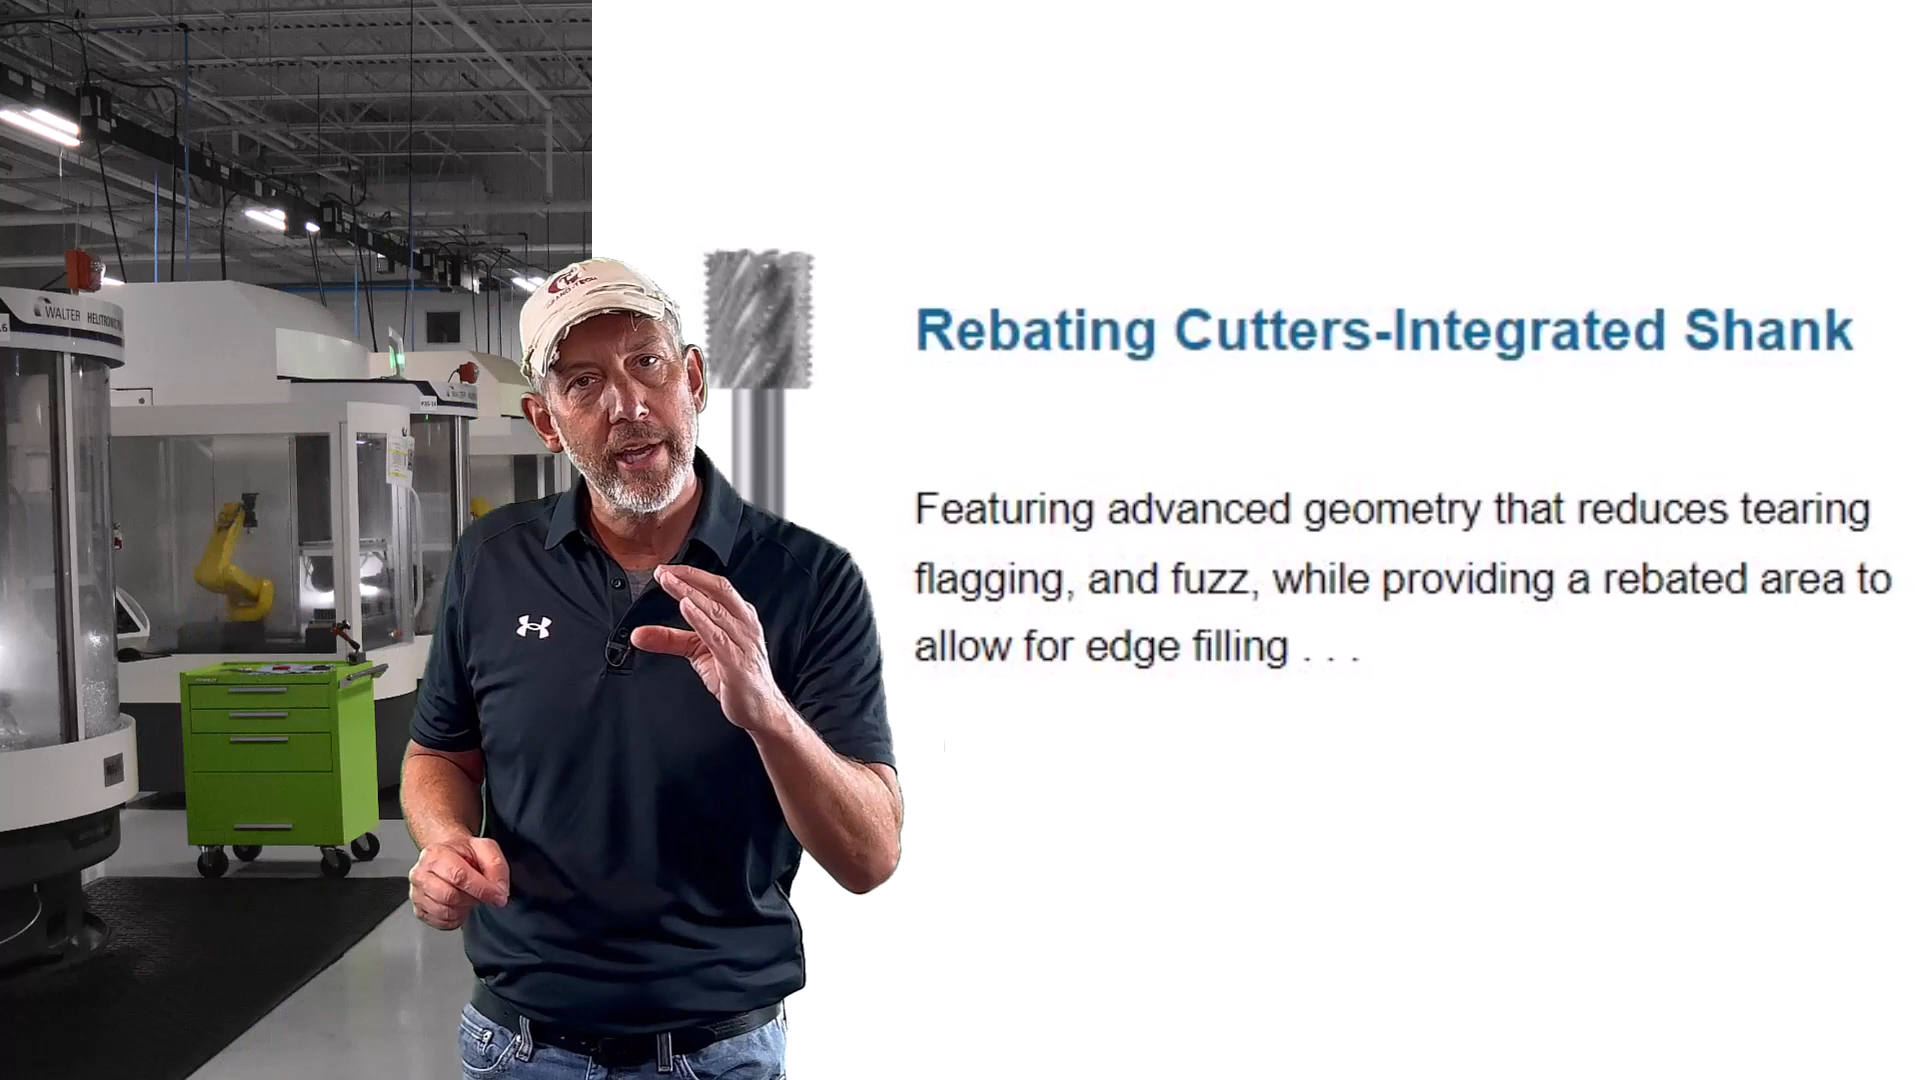 WALTER HELITRONIC
Rebating Cutters-Integrated Shank
Featuring advanced geometry that reduces tearing
flagging, and fuzz, while providing a rebated area to
allow for edge filling . . .